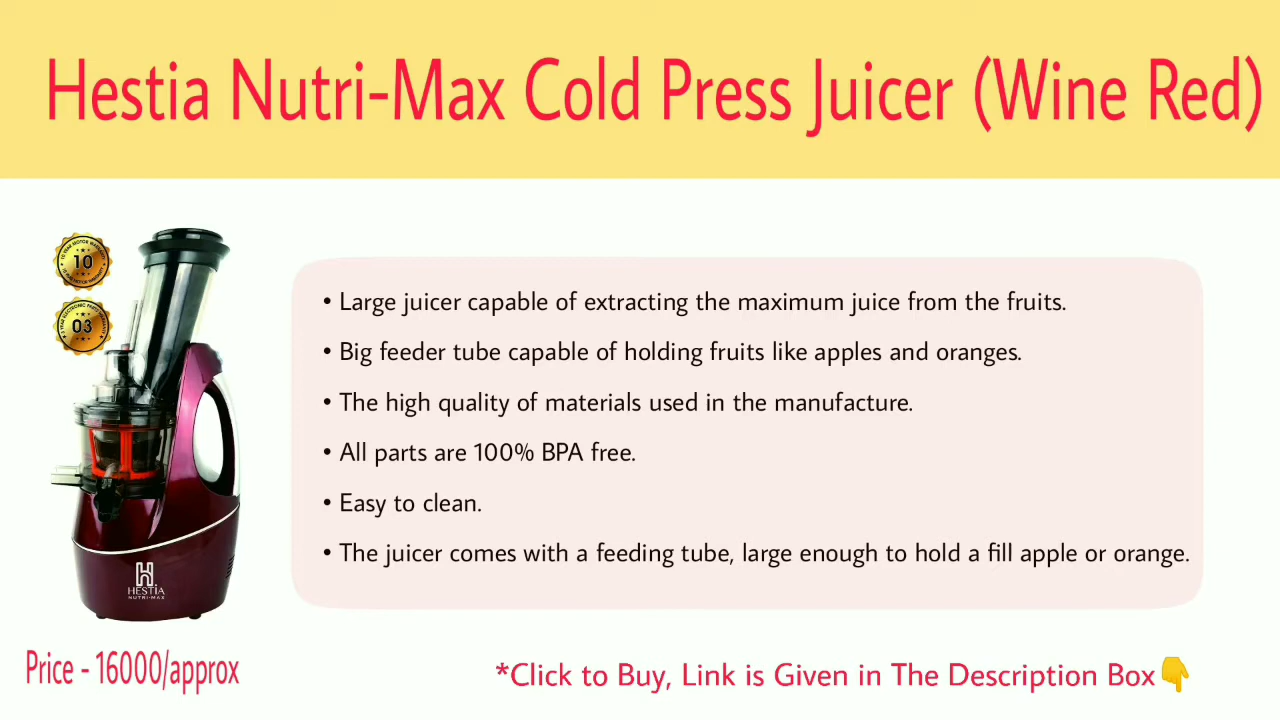 Hestia Nutri-Max Cold Press Juicer (Wine Red)
10 YEAR MOTOR WARRANTY
10
03
• Large juicer capable of extracting the maximum juice from the fruits.
• Big feeder tube capable of holding fruits like apples and oranges.
• The high quality of materials used in the manufacture.
• All parts are 100% BPA free.
• Easy to clean.
• The juicer comes with a feeding tube, large enough to hold a fill apple or orange.
HESTIA
NUTRI-MAX
Price - 16000/approx
*Click to Buy, Link is Given in The Description Box👇